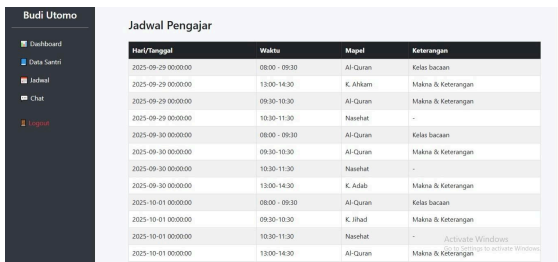 Budi Utomo
Dashboard
Data Santri
Jadwal
Chat
Logout
Jadwal Pengajar
Hari/Tanggal Waktu Mapel Keterangan
2025-09-29 00:00:00 08:00 - 09:30 Al-Quran Kelas bacaan
2025-09-29 00:00:00 13:00-14:30 K. Ahkam Makna & Keterangan
2025-09-29 00:00:00 09:30-10:30 Al-Quran Makna & Keterangan
2025-09-29 00:00:00 10:30-11:30 Nasehat -
2025-09-30 00:00:00 08:00 - 09:30 Al-Quran Kelas bacaan
2025-09-30 00:00:00 09:30-10:30 Al-Quran Makna & Keterangan
2025-09-30 00:00:00 10:30-11:30 Nasehat -
2025-09-30 00:00:00 13:00-14:30 K. Adab Makna & Keterangan
2025-10-01 00:00:00 08:00 - 09:30 Al-Quran Kelas bacaan
2025-10-01 00:00:00 09:30-10:30 K. Jihad Makna & Keterangan
2025-10-01 00:00:00 10:30-11:30 Nasehat -
2025-10-01 00:00:00 13:00-14:30 Al-Quran Makna & Keterangan
Activate Windows
Go to Settings to activate Windows.